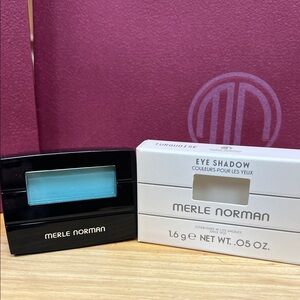 TURQUOISE
EYE SHADOW
COULEURS POUR LES YEUX
MERLE NORMAN
MERLE NORMAN
1.6 g ℮ NET WT. .05 OZ.